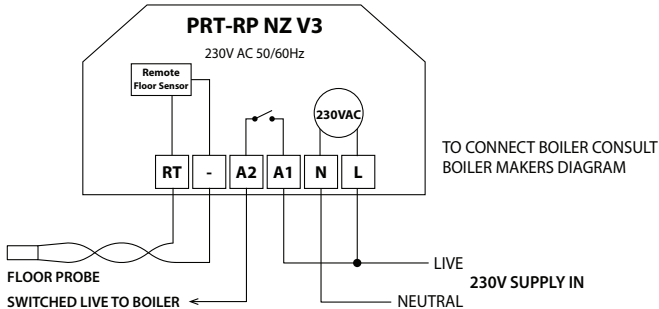 PRT-RP NZ V3
230V AC 50/60Hz
Remote
Floor Sensor
230VAC
TO CONNECT BOILER CONSULT
BOILER MAKERS DIAGRAM
RT - A2 A1 N L
LIVE
230V SUPPLY IN
NEUTRAL
FLOOR PROBE
SWITCHED LIVE TO BOILER